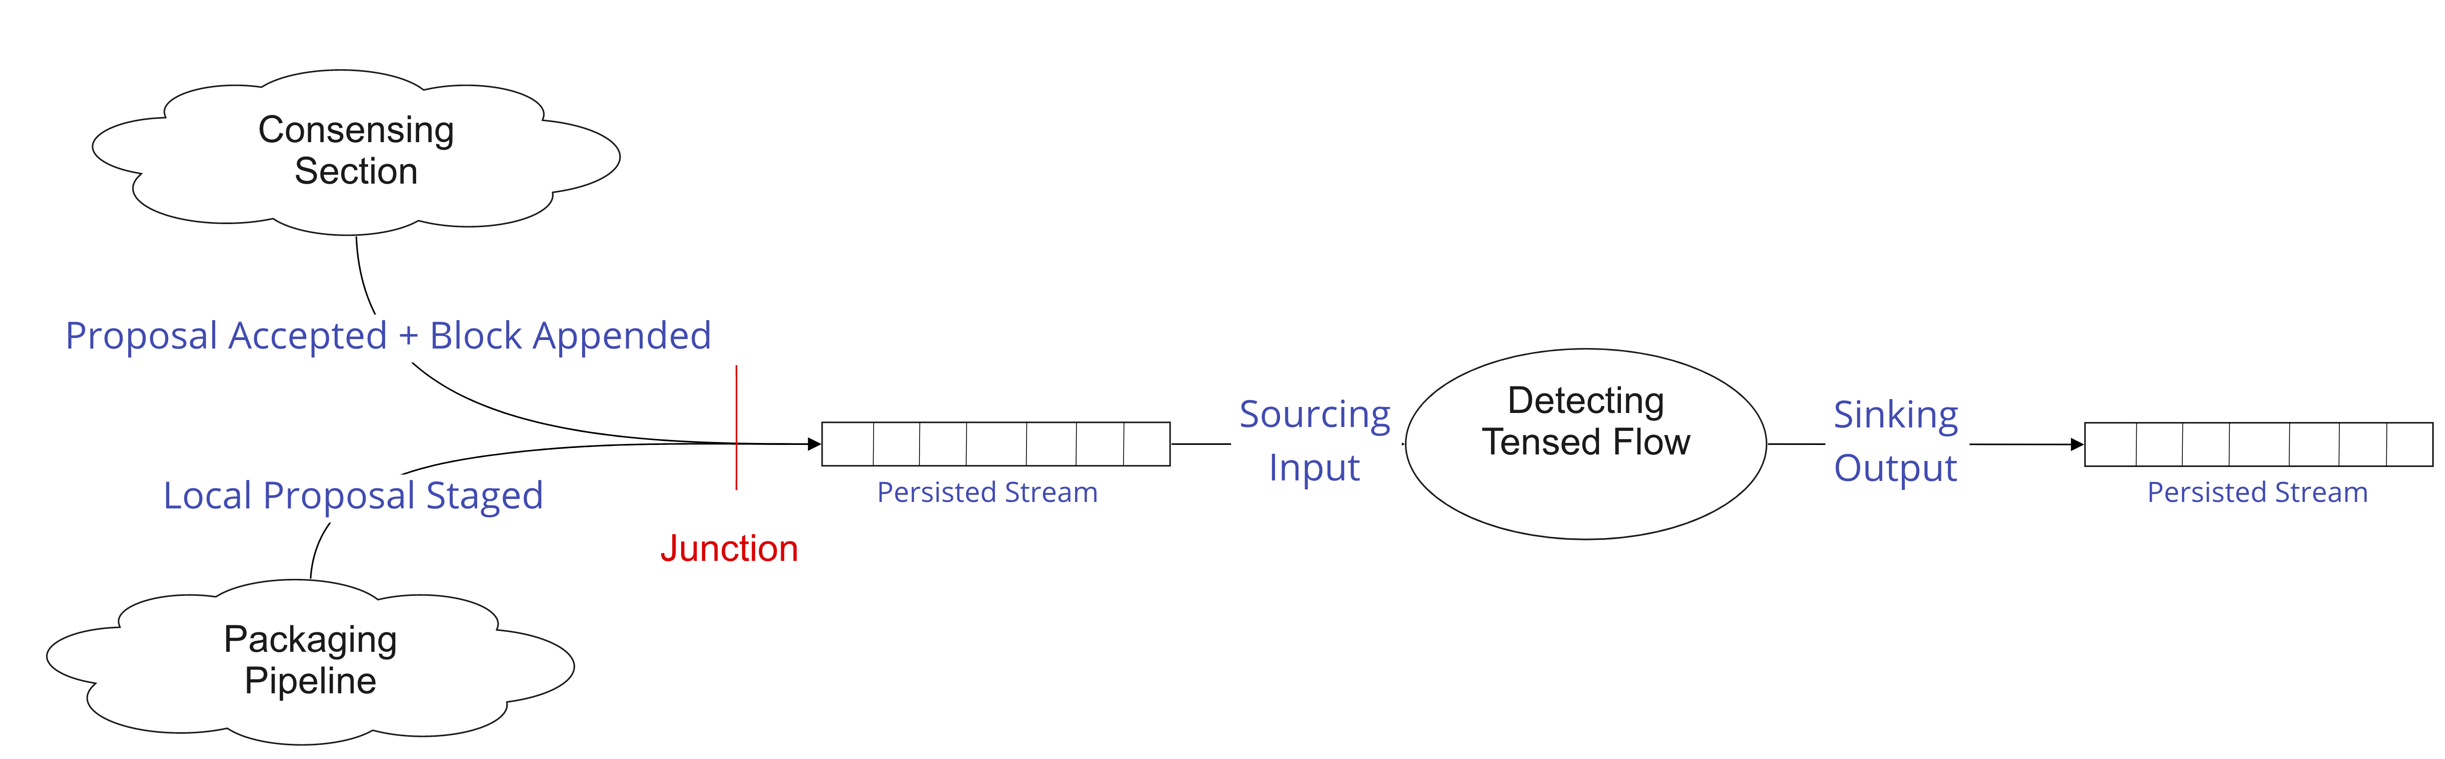 Consensing
Section
Proposal Accepted + Block Appended
Local Proposal Staged
Packaging
Pipeline
Junction
Persisted Stream
Sourcing
Input
Detecting
Tensed Flow
Sinking
Output
Persisted Stream